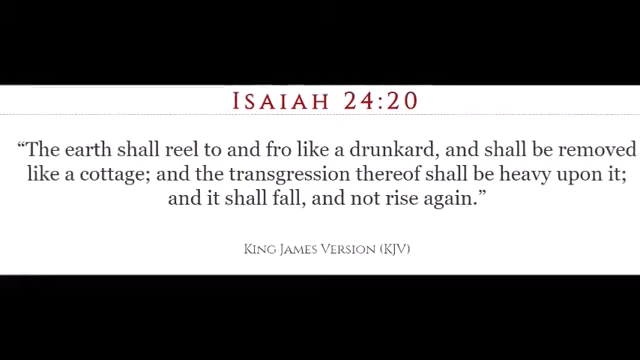 Isaiah 24:20
“The earth shall reel to and fro like a drunkard, and shall be removed
like a cottage; and the transgression thereof shall be heavy upon it;
and it shall fall, and not rise again.”
King James Version (KJV)